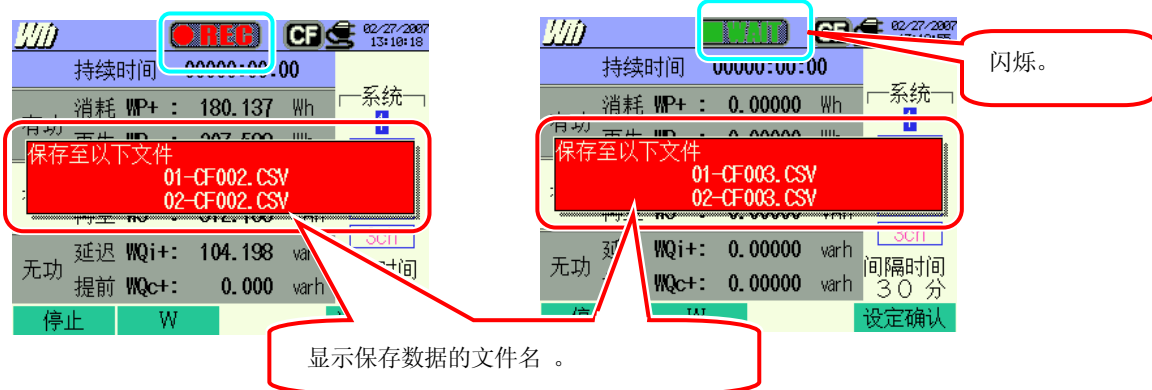 Wh
REC
CF
02/27/2007
13:10:18
持续时间 00000:00:00
消耗 WP+ : 180.137 Wh
系统
有功
保存至以下文件
01-CF002.CSV
02-CF002.CSV
延迟 WQi+: 104.198
无功
提前 WQc+: 0.000 varh
停止 W
Wh
WAIT
CF
02/27/2007
持续时间 00000:00:00
消耗 WP+ : 0.00000 Wh
系统
有功
保存至以下文件
01-CF003.CSV
02-CF003.CSV
WQi+: 0.00000 varh
无功
WQc+: 0.00000 varh
间隔时间
30 分
设定确认
闪烁。
显示保存数据的文件名 。